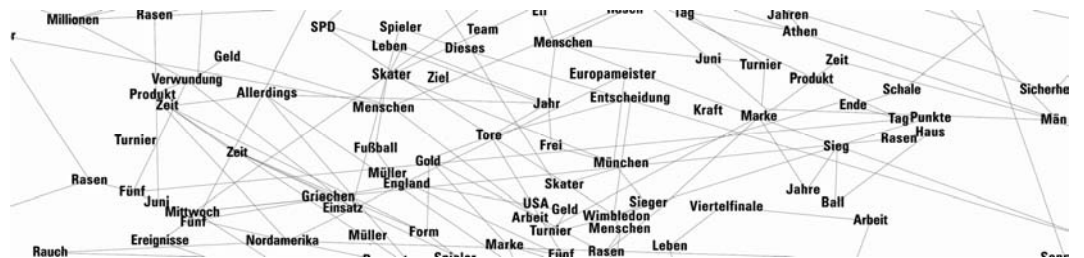 Millionen
Rasen
SPD
Spieler
Team
Tag
Jahren
Athen
r
Leben
Dieses
Menschen
Geld
Juni
Turnier
Zeit
Verwundung
Skater
Ziel
Europameister
Produkt
Schale
Produkt
Zeit
Allerdings
Menschen
Jahr
Entscheidung
Kraft
Marke
Ende
Tag
Punkte
Män
Turnier
Zeit
Fußball
Tore
Frei
Sieg
Rasen
Haus
Gold
München
Rasen
Fünf
Müller
England
Skater
Jahre
Juni
Mittwoch
Fünf
Griechen
Einsatz
USA
Arbeit
Geld
Wimbledon
Sieger
Viertelfinale
Ball
Arbeit
Ereignisse
Nordamerika
Müller
Form
Turnier
Menschen
Rauch
Marke
Spieler
Fünf
Rasen
Leben